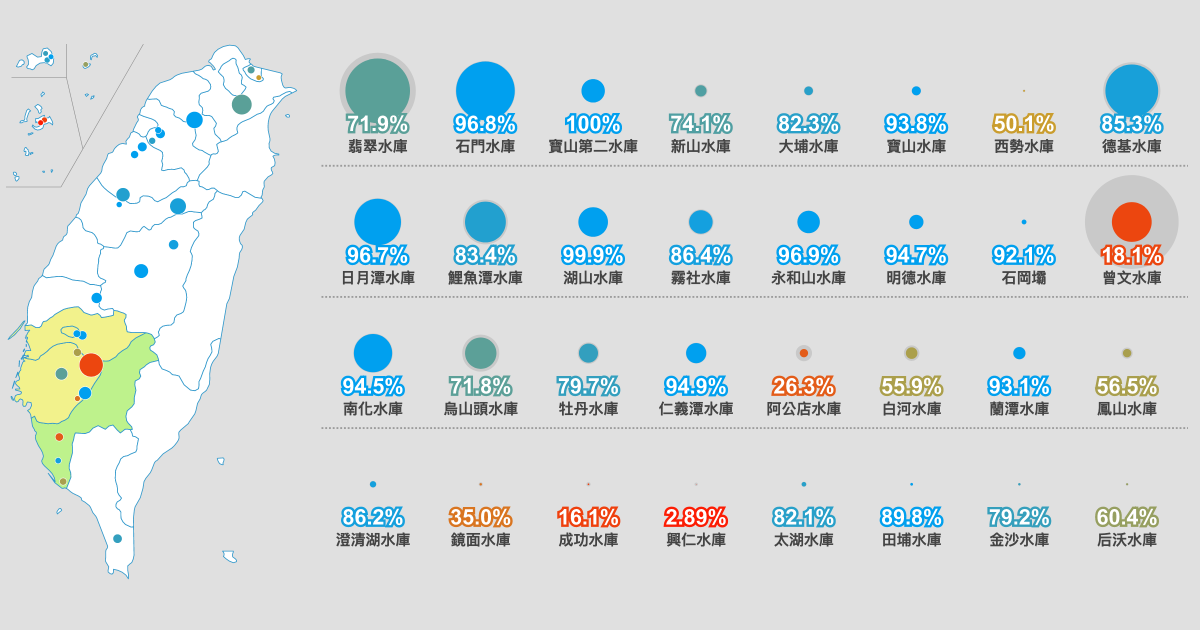 71.9% 96.8% 100% 74.1% 82.3% 93.8% 50.1% 85.3%
翡翠水庫 石門水庫 寶山第二水庫 新山水庫 大埔水庫 寶山水庫 西勢水庫 德基水庫
96.7% 83.4% 99.9% 86.4% 96.9% 94.7% 92.1% 18.1%
日月潭水庫 鯉魚潭水庫 湖山水庫 霧社水庫 永和山水庫 明德水庫 石岡壩 曾文水庫
94.5% 71.8% 79.7% 94.9% 26.3% 55.9% 93.1% 56.5%
南化水庫 烏山頭水庫 牡丹水庫 仁義潭水庫 阿公店水庫 白河水庫 蘭潭水庫 鳳山水庫
86.2% 35.0% 16.1% 2.89% 82.1% 89.8% 79.2% 60.4%
澄清湖水庫 鏡面水庫 成功水庫 興仁水庫 太湖水庫 田埔水庫 金沙水庫 后沃水庫